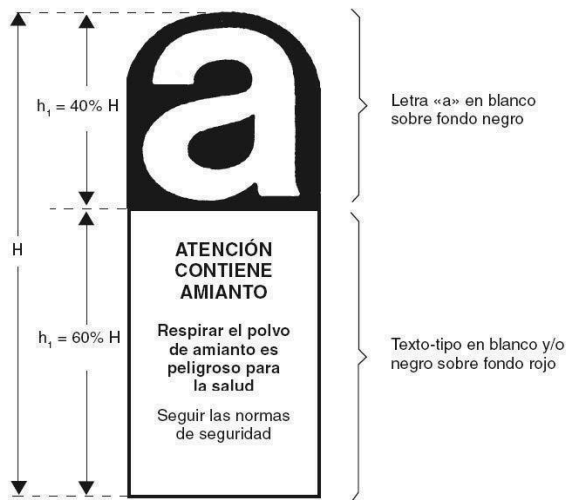 a
h₁ = 40% H
Letra «a» en blanco
sobre fondo negro
H
ATENCIÓN
CONTIENE
AMIANTO
Respirar el polvo
de amianto es
peligroso para
la salud
Seguir las normas
de seguridad
h₁ = 60% H
Texto-tipo en blanco y/o
negro sobre fondo rojo